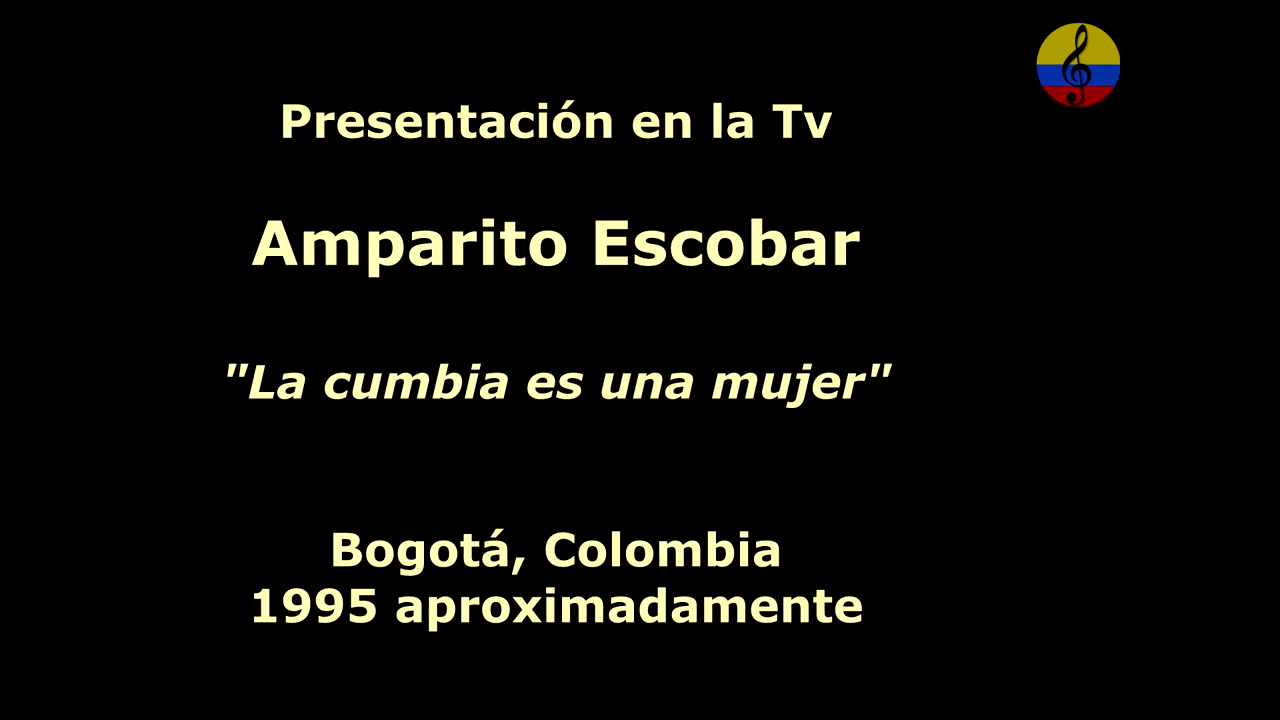 Presentación en la Tv
Amparito Escobar
"La cumbia es una mujer"
Bogotá, Colombia
1995 aproximadamente